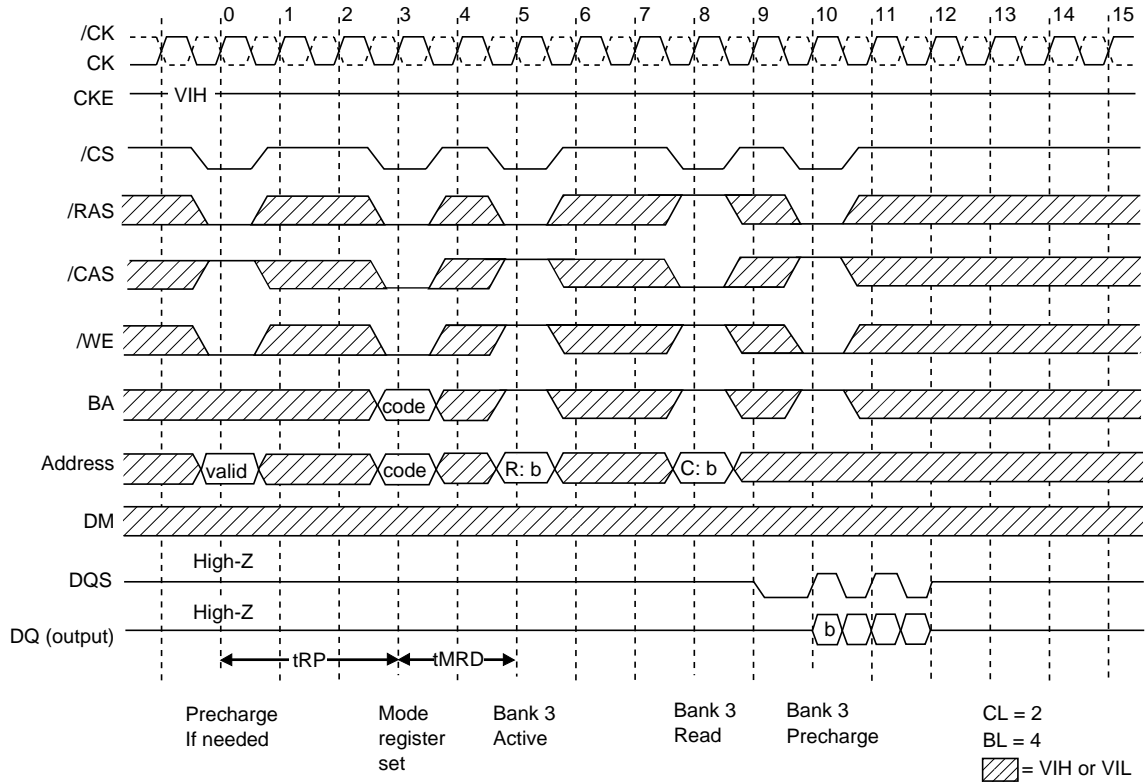 0 1 2 3 4 5 6 7 8 9 10 11 12 13 14 15
/CK
CK
CKE VIH
/CS
/RAS
/CAS
/WE
BA code
Address valid code R: b C: b
DM
High-Z
DQS
High-Z
DQ (output) b
tRP tMRD
Precharge If needed
Mode register set
Bank 3 Active
Bank 3 Read
Bank 3 Precharge
CL = 2
BL = 4
= VIH or VIL